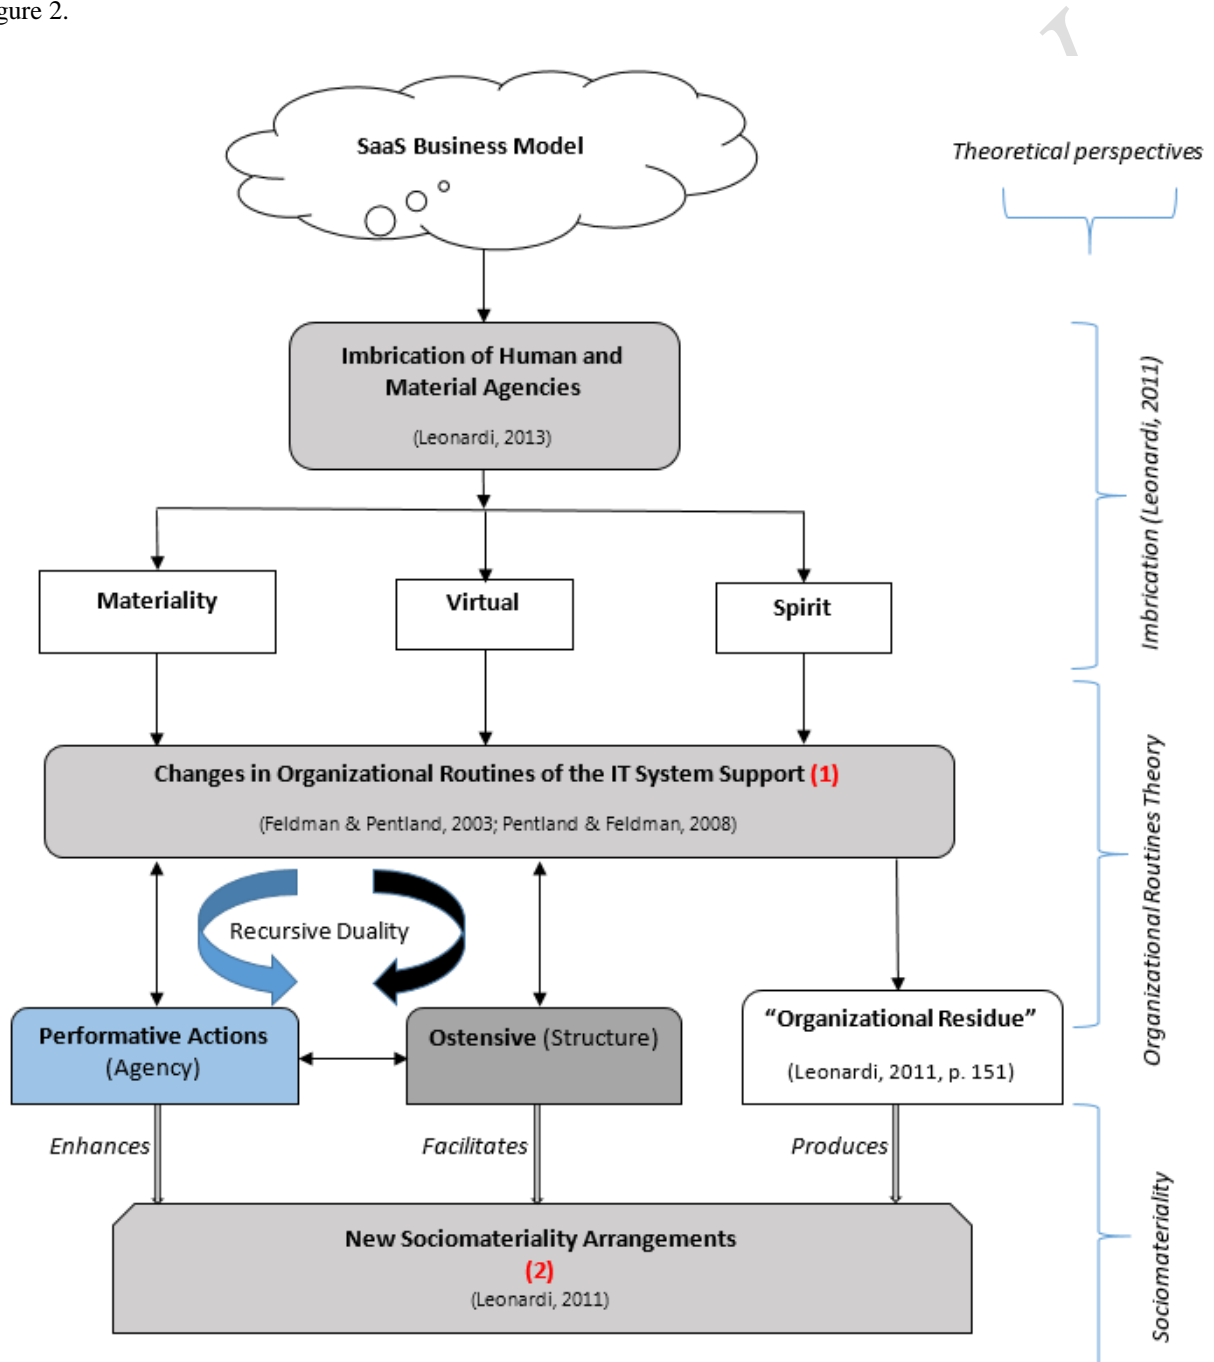 gure 2.
SaaS Business Model
Theoretical perspectives
Imbrication of Human and
Material Agencies
(Leonardi, 2013)
Imbrication (Leonardi, 2011)
Materiality
Virtual
Spirit
Changes in Organizational Routines of the IT System Support (1)
(Feldman & Pentland, 2003; Pentland & Feldman, 2008)
Organizational Routines Theory
Recursive Duality
Performative Actions
(Agency)
Ostensive (Structure)
“Organizational Residue”
(Leonardi, 2011, p. 151)
Enhances
Facilitates
Produces
New Sociomateriality Arrangements
(2)
(Leonardi, 2011)
Sociomateriality